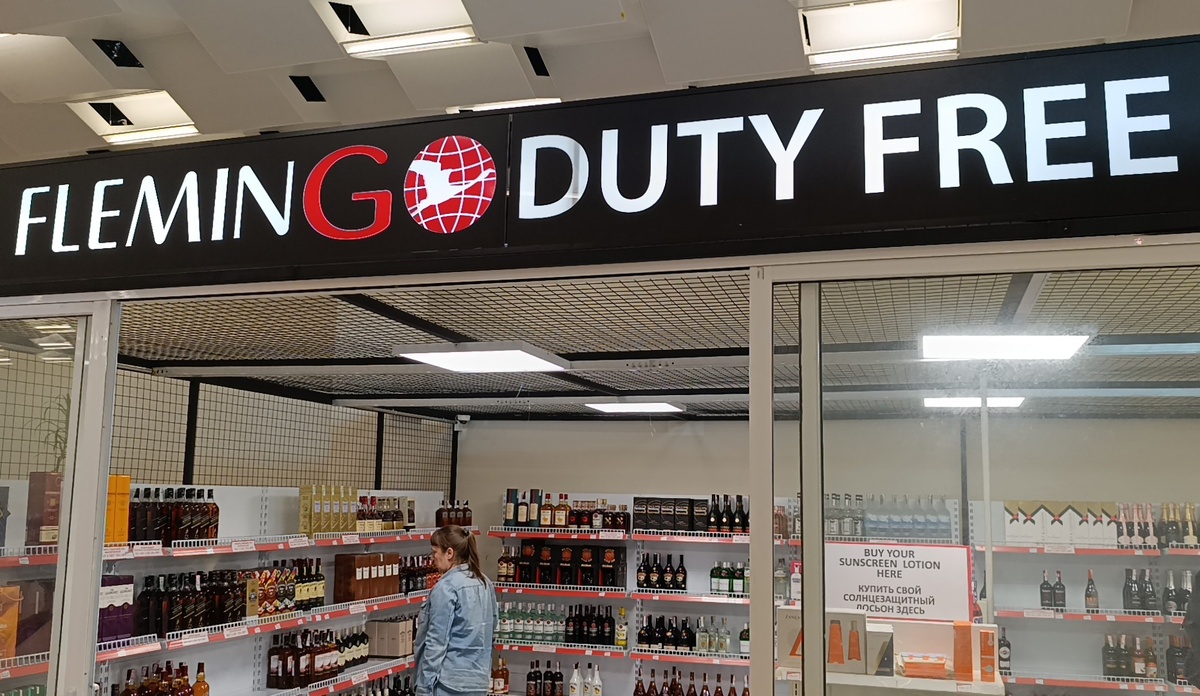 FLEMINGO DUTY FREE
BUY YOUR
SUNSCREEN LOTION
HERE
КУПИТЬ СВОЙ
СОЛНЦЕЗАЩИТНЫЙ
ЛОСЬОН ЗДЕСЬ